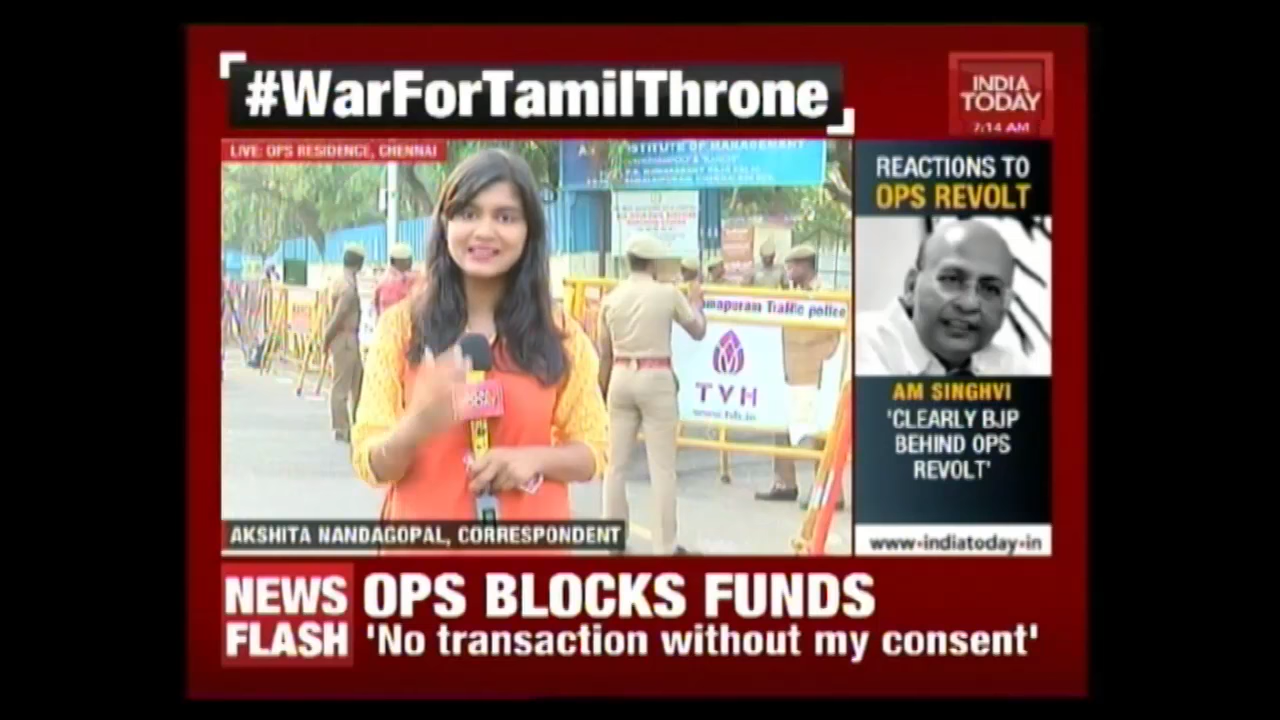 #WarForTamilThrone
INDIA
TODAY
7:14 AM
LIVE: OPS RESIDENCE, CHENNAI
STITUTE OF MANAGEMENT
REACTIONS TO
OPS REVOLT
Traffic police
TVH
AM SINGHVI
'CLEARLY BJP
BEHIND OPS
REVOLT'
AKSHITA NANDAGOPAL, CORRESPONDENT
www.indiatoday.in
NEWS
FLASH
OPS BLOCKS FUNDS
'No transaction without my consent'